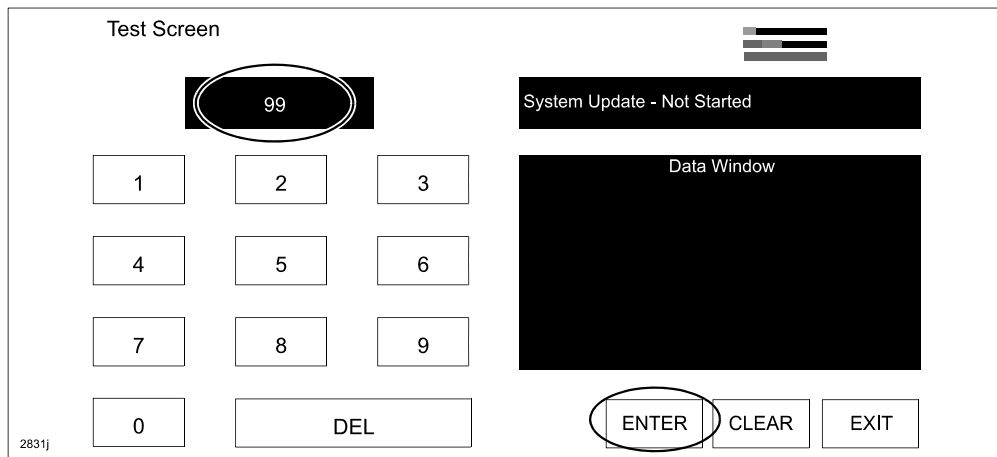 Test Screen
99
System Update - Not Started
Data Window
1 2 3
4 5 6
7 8 9
0 DEL
ENTER CLEAR EXIT
2831j